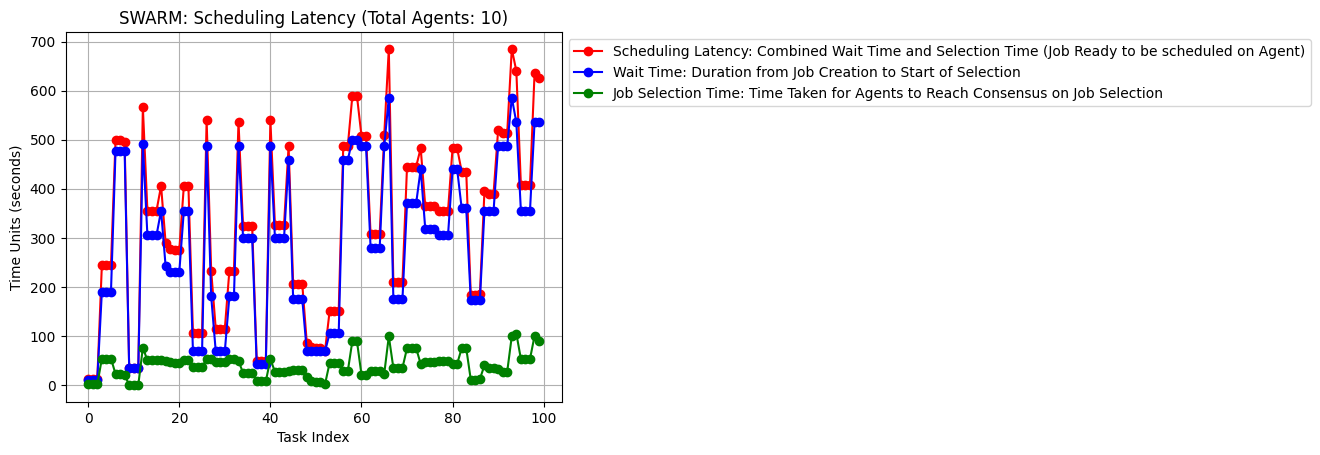 SWARM: Scheduling Latency (Total Agents: 10)
Scheduling Latency: Combined Wait Time and Selection Time (Job Ready to be scheduled on Agent)
Wait Time: Duration from Job Creation to Start of Selection
Job Selection Time: Time Taken for Agents to Reach Consensus on Job Selection
Time Units (seconds)
700
600
500
400
300
200
100
0
0 20 40 60 80 100
Task Index